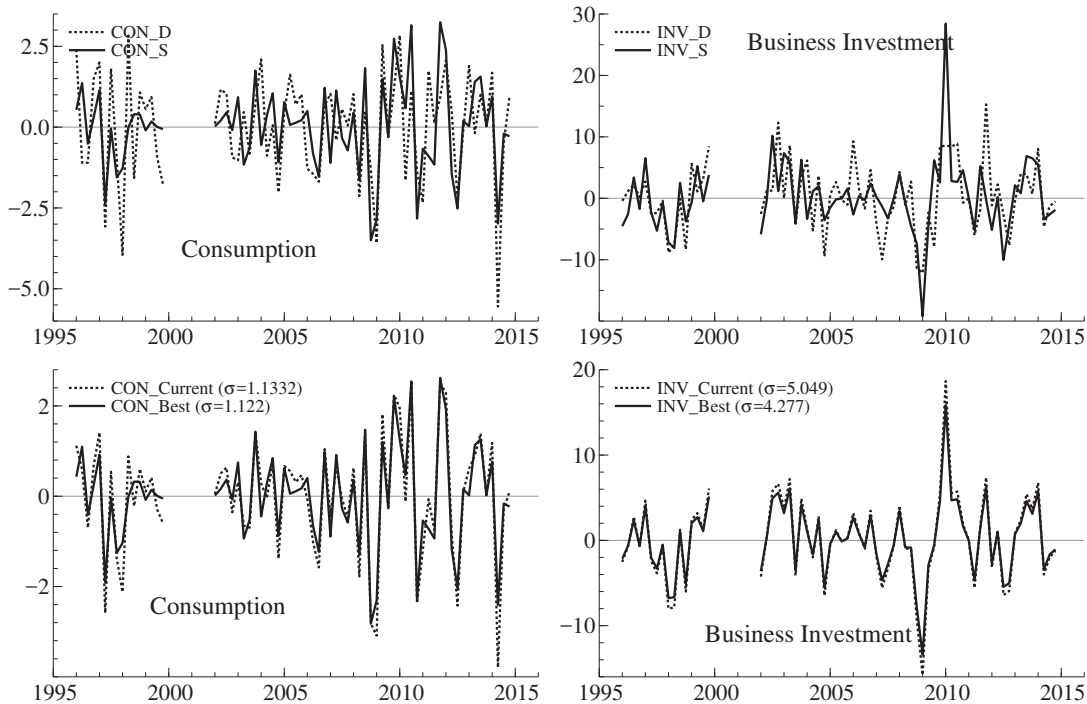 CON_D
CON_S
2.5
0.0
−2.5
−5.0
Consumption
1995 2000 2005 2010 2015
30
20
10
0
−10
INV_D
INV_S
Business Investment
1995 2000 2005 2010 2015
CON_Current (σ=1.1332)
CON_Best (σ=1.122)
2
0
−2
Consumption
1995 2000 2005 2010 2015
20
10
0
−10
INV_Current (σ=5.049)
INV_Best (σ=4.277)
Business Investment
1995 2000 2005 2010 2015